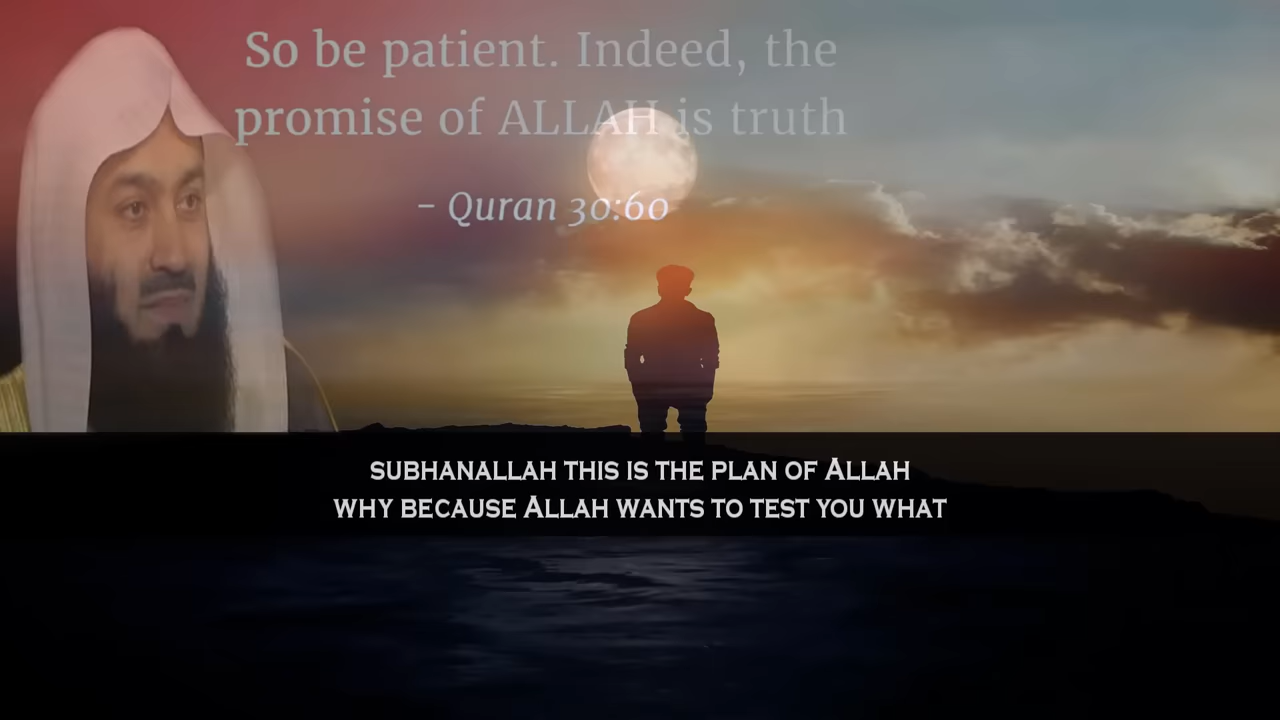 So be patient. Indeed, the
promise of ALLAH is truth
– Quran 30:60
SUBHANALLAH THIS IS THE PLAN OF ALLAH
WHY BECAUSE ALLAH WANTS TO TEST YOU WHAT